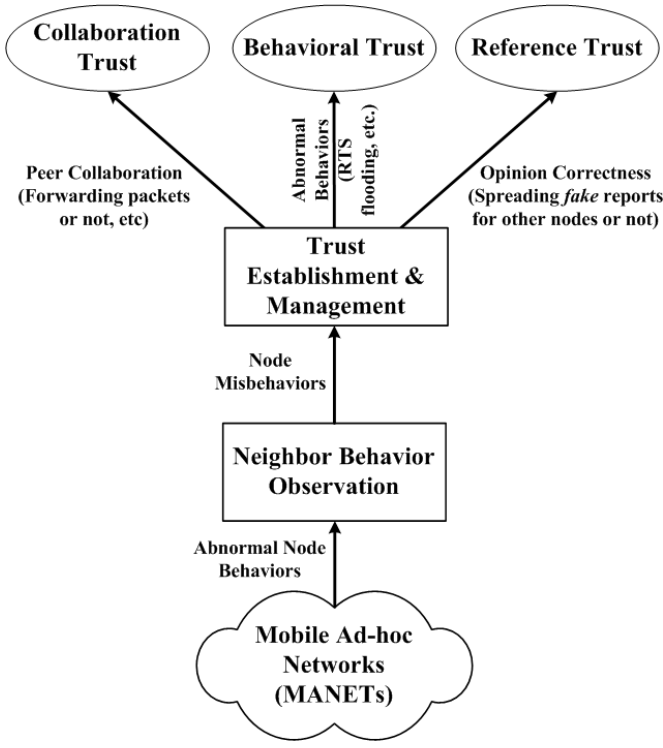 Collaboration
Trust
Behavioral Trust
Reference Trust
Peer Collaboration
(Forwarding packets
or not, etc)
Abnormal
Behaviors
(RTS
flooding, etc.)
Opinion Correctness
(Spreading fake reports
for other nodes or not)
Trust
Establishment &
Management
Node
Misbehaviors
Neighbor Behavior
Observation
Abnormal Node
Behaviors
Mobile Ad-hoc
Networks
(MANETs)